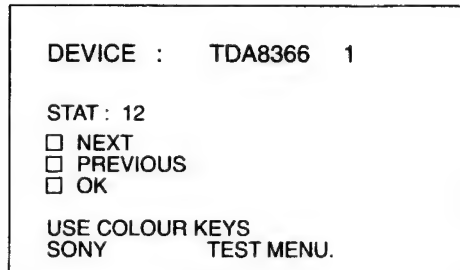 DEVICE : TDA8366 1
STAT : 12
□ NEXT
□ PREVIOUS
□ OK
USE COLOUR KEYS
SONY TEST MENU.